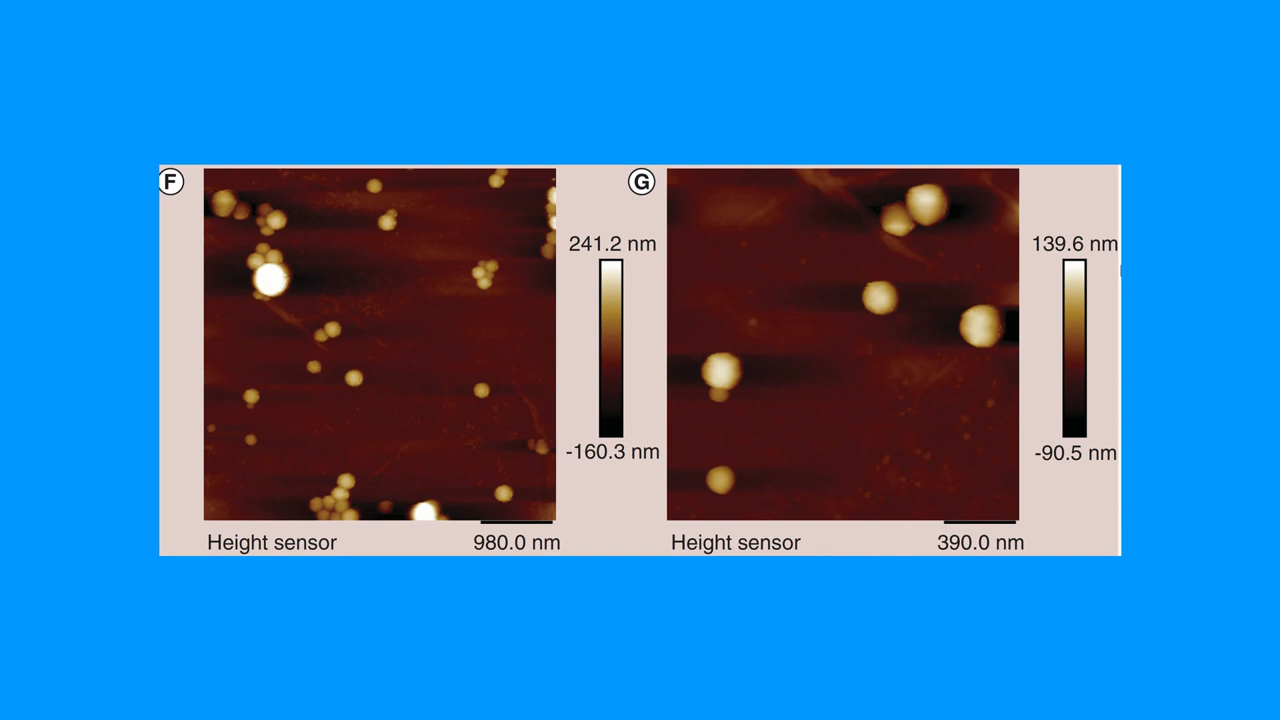 F
241.2 nm
-160.3 nm
Height sensor 980.0 nm
G
139.6 nm
-90.5 nm
Height sensor 390.0 nm